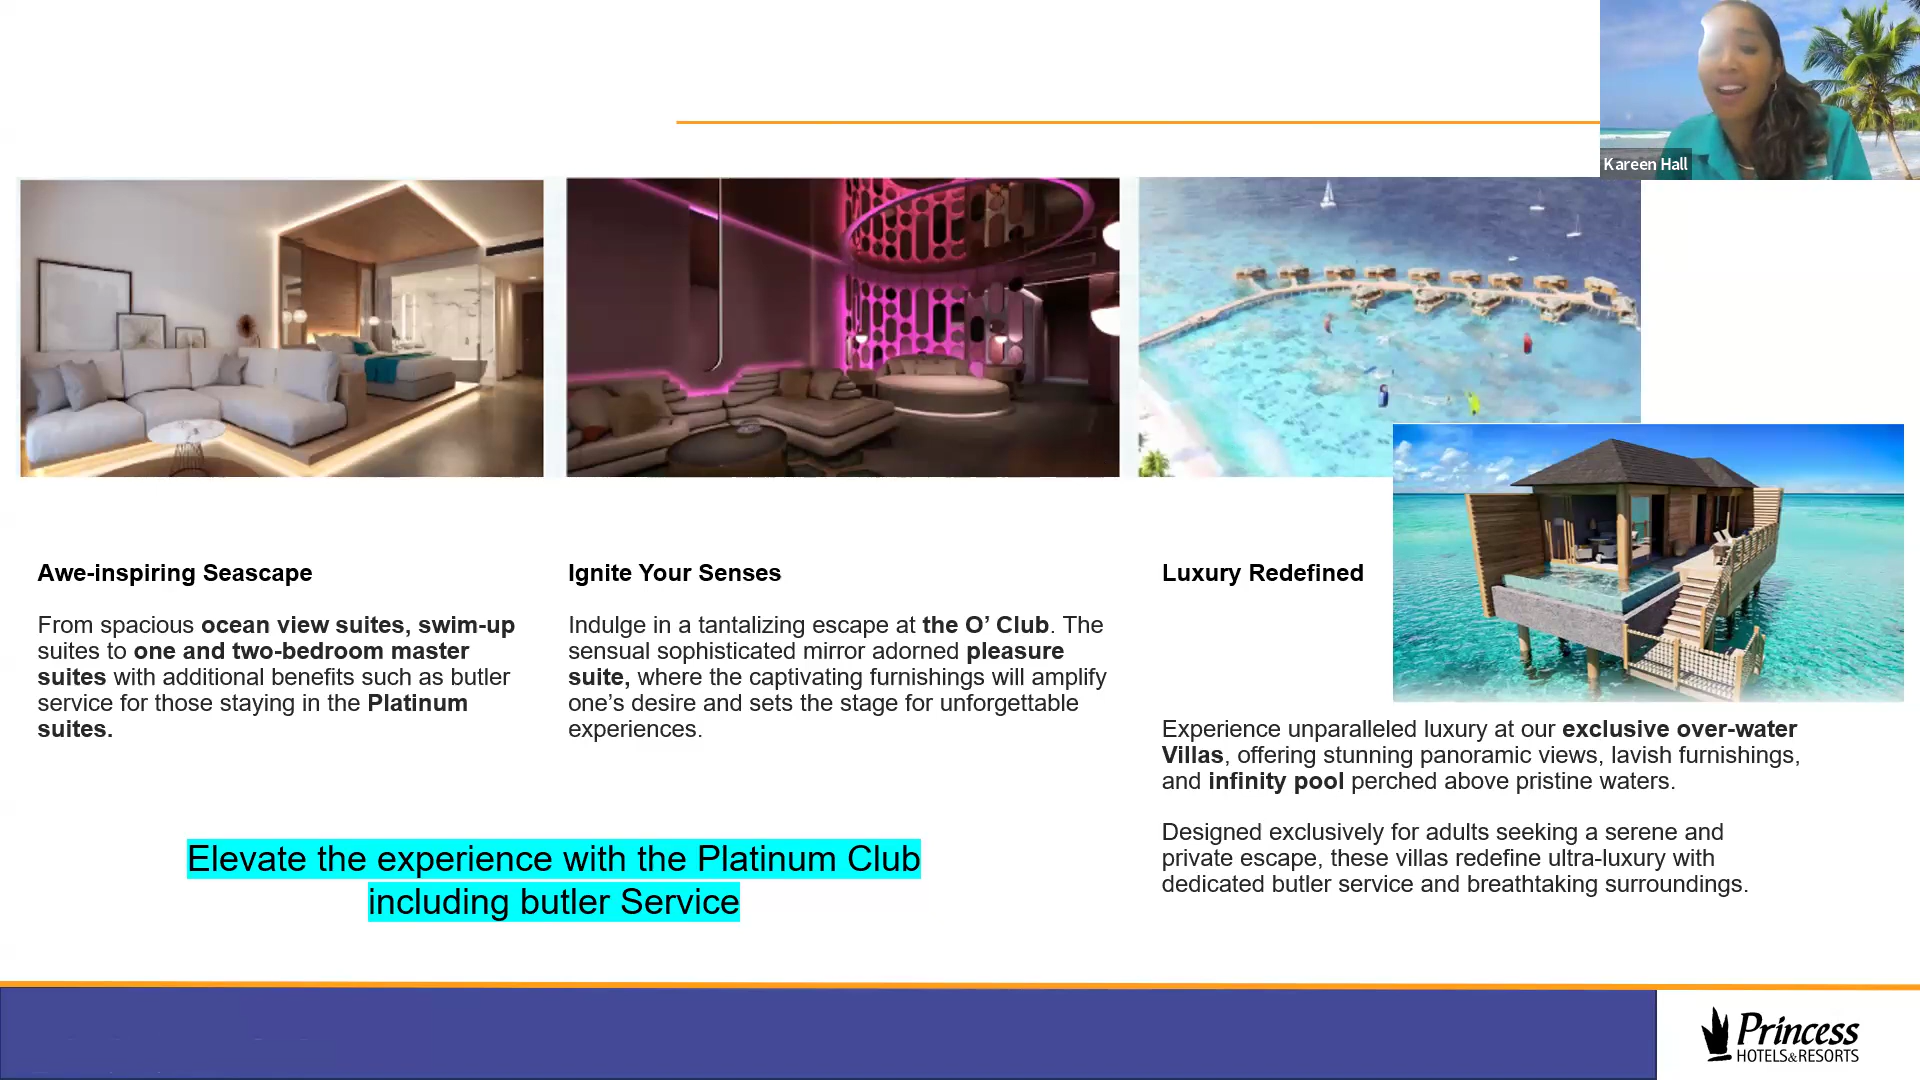 Kareen Hall
Awe-inspiring Seascape
From spacious ocean view suites, swim-up
suites to one and two-bedroom master
suites with additional benefits such as butler
service for those staying in the Platinum
suites.
Ignite Your Senses
Indulge in a tantalizing escape at the O’ Club. The
sensual sophisticated mirror adorned pleasure
suite, where the captivating furnishings will amplify
one’s desire and sets the stage for unforgettable
experiences.
Luxury Redefined
Experience unparalleled luxury at our exclusive over-water
Villas, offering stunning panoramic views, lavish furnishings,
and infinity pool perched above pristine waters.
Designed exclusively for adults seeking a serene and
private escape, these villas redefine ultra-luxury with
dedicated butler service and breathtaking surroundings.
Elevate the experience with the Platinum Club
including butler Service
Princess
HOTELS&RESORTS